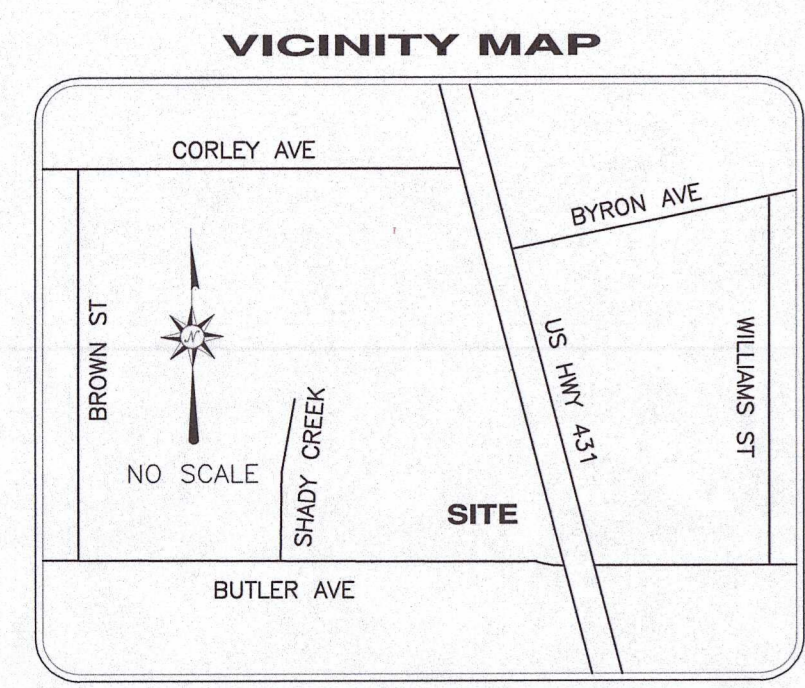 VICINITY MAP
CORLEY AVE
BYRON AVE
BROWN ST
N
US HWY 431
WILLIAMS ST
SHADY CREEK
NO SCALE
SITE
BUTLER AVE